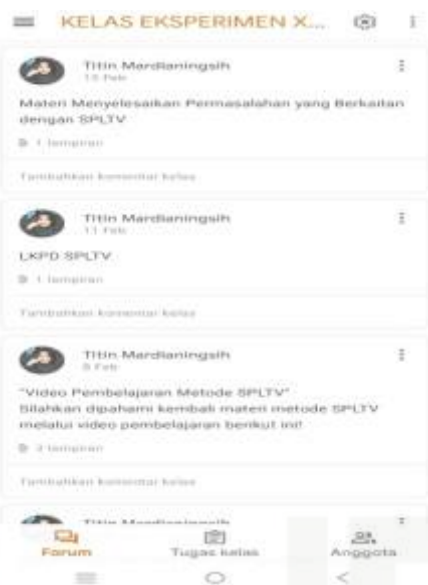 KELAS EKSPERIMEN X...
Titin Mardianingsih
15 Feb
Materi Menyelesaikan Permasalahan yang Berkaitan
dengan SPLTV
1 lampiran
Tambahkan komentar kelas
Titin Mardianingsih
11 Feb
LKPD SPLTV
1 lampiran
Tambahkan komentar kelas
Titin Mardianingsih
8 Feb
"Video Pembelajaran Metode SPLTV"
Silahkan dipahami kembali materi metode SPLTV
melalui video pembelajaran berikut ini!
3 lampiran
Tambahkan komentar kelas
Titin Mardianingsih
Forum
Tugas kelas
Anggota